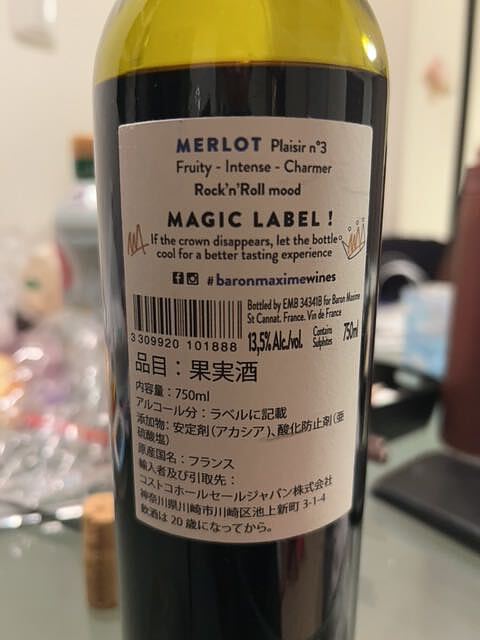 MERLOT Plaisir n°3
Fruity - Intense - Charmer
Rock'n'Roll mood
MAGIC LABEL !
If the crown disappears, let the bottle
cool for a better tasting experience
#baronmaximewines
Bottled by EMB 34341B for Baron Maxime
St Cannat. France. Vin de France
3 309920 101888
13,5% Alc./vol.
Contains
Sulphites
750ml
品目：果実酒
内容量：750ml
アルコール分：ラベルに記載
添加物：安定剤(アカシア)、酸化防止剤(亜
硫酸塩)
原産国名：フランス
輸入者及び引取先：
コストコホールセールジャパン株式会社
神奈川県川崎市川崎区池上新町 3-1-4
飲酒は 20 歳になってから。